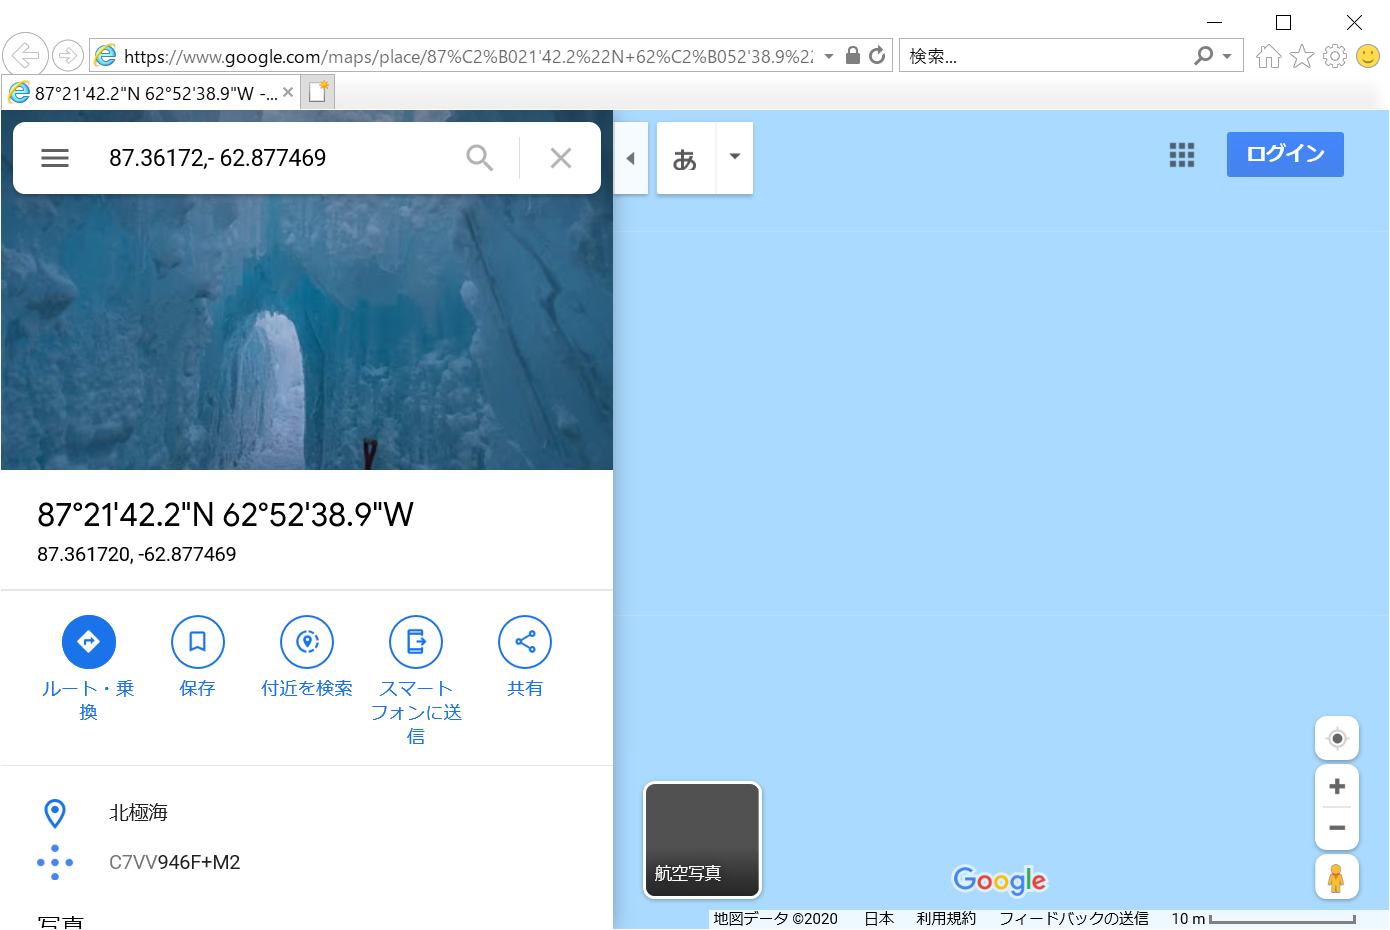 https://www.google.com/maps/place/87%C2%B021'42.2%22N+62%C2%B052'38.9%2
検索...
87°21'42.2"N 62°52'38.9"W -...
87.36172,- 62.877469
あ
ログイン
87°21'42.2"N 62°52'38.9"W
87.361720, -62.877469
ルート・乗
換
保存
付近を検索
スマート
フォンに送
信
共有
北極海
C7VV946F+M2
写真
航空写真
Google
地図データ ©2020 日本 利用規約 フィードバックの送信 10 m